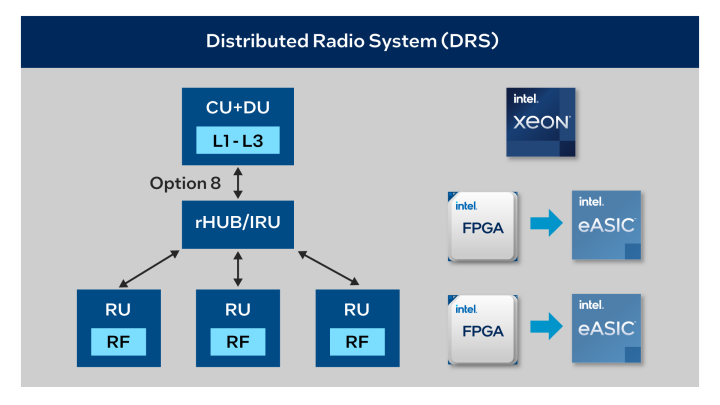 Distributed Radio System (DRS)
CU+DU
L1-L3
intel.
XEON
Option 8
rHUB/IRU
intel.
FPGA
intel.
eASIC
RU
RF
RU
RF
RU
RF
intel.
FPGA
intel.
eASIC